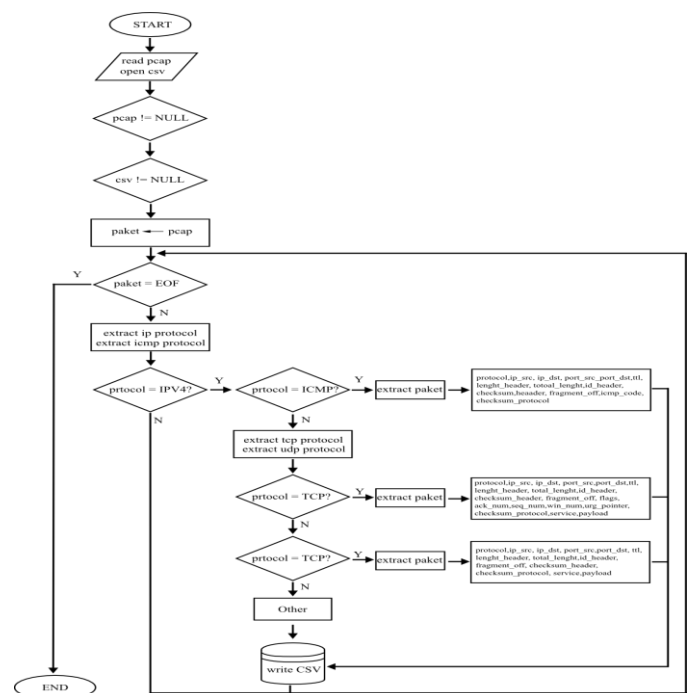 START
read pcap
open csv
pcap != NULL
csv != NULL
paket ← pcap
Y
paket = EOF
N
extract ip protocol
extract icmp protocol
prtocol = IPV4?
Y
prtocol = ICMP?
Y
extract paket
protocol,ip_src, ip_dst, port_src_port_dst,ttl,
lenght_header, totoal_lenght,id_header,
checksum,heaader, fragment_off,icmp_code,
checksum_protocol
N
N
extract tcp protocol
extract udp protocol
prtocol = TCP?
Y
extract paket
protocol,ip_src, ip_dst, port_src,port_dst,ttl,
lenght_header, total_lenght,id_header,
checksum_header, fragment_off, flags,
ack_num,seq_num,win_num,urg_pointer,
checksum_protocol,service,payload
N
prtocol = TCP?
Y
extract paket
protocol,ip_src, ip_dst, port_src,port_dst, ttl,
lenght_header, total_lenght,id_header,
fragment_off, checksum_header,
checksum_protocol, service,payload
N
Other
write CSV
END